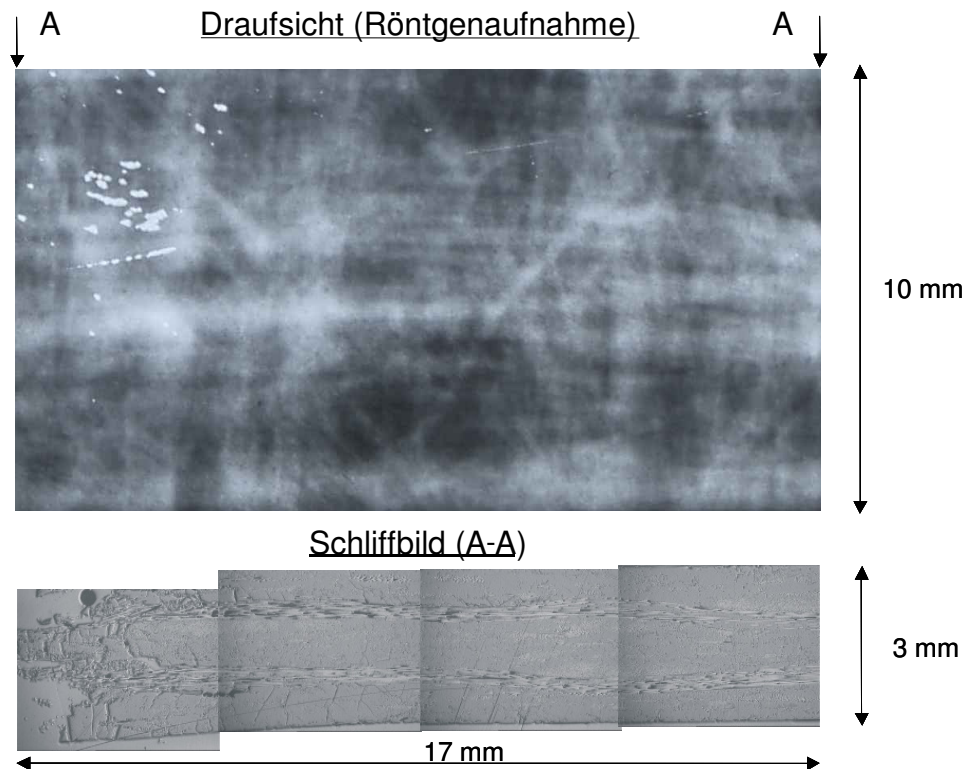 A Draufsicht (Röntgenaufnahme) A
10 mm
Schliffbild (A-A)
3 mm
17 mm